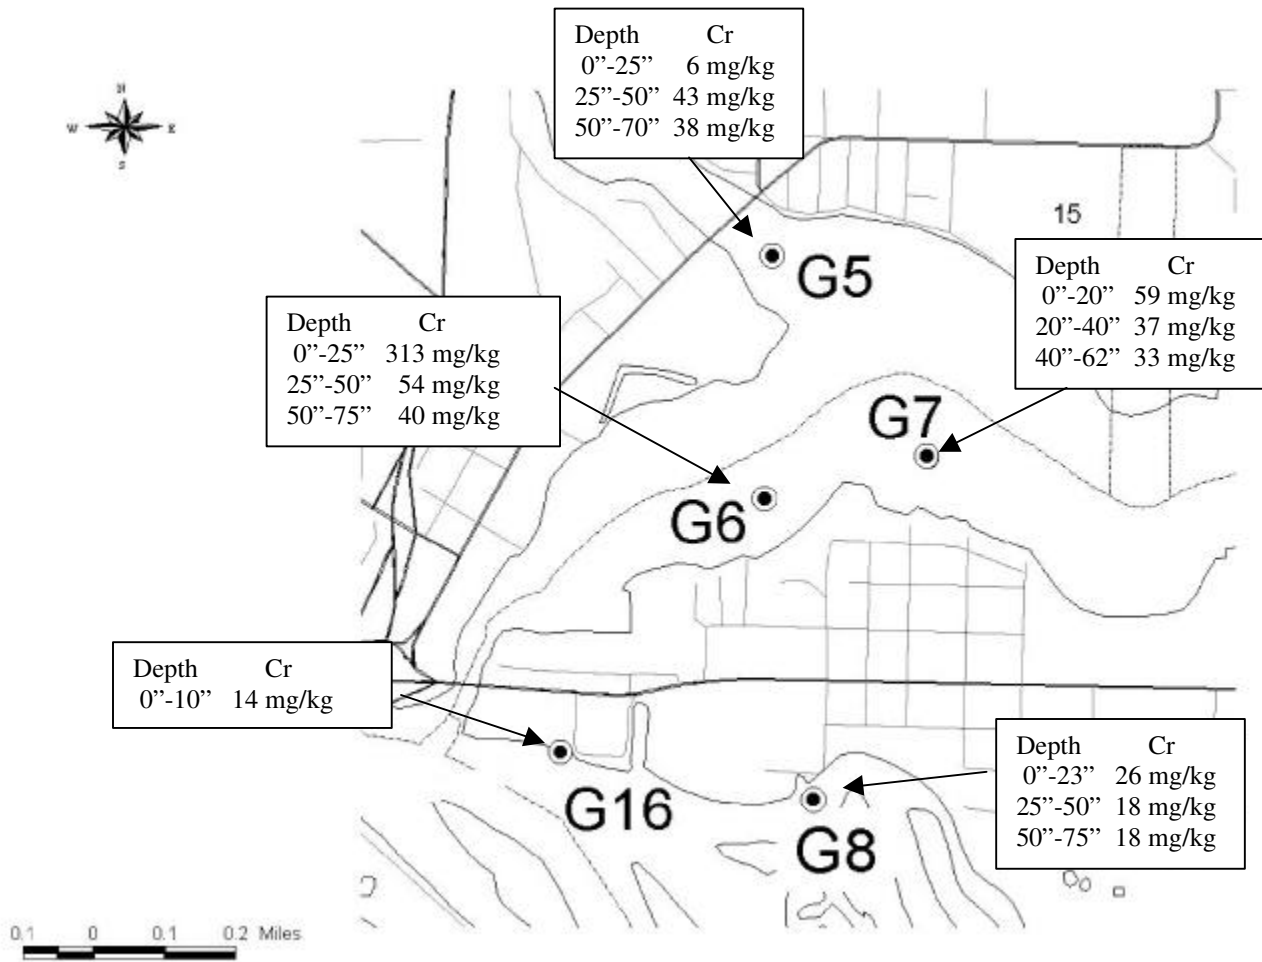 Depth Cr
0”-25” 6 mg/kg
25”-50” 43 mg/kg
50”-70” 38 mg/kg
N
W E
S
15
G5
Depth Cr
0”-20” 59 mg/kg
20”-40” 37 mg/kg
40”-62” 33 mg/kg
Depth Cr
0”-25” 313 mg/kg
25”-50” 54 mg/kg
50”-75” 40 mg/kg
G7
G6
Depth Cr
0”-10” 14 mg/kg
G16
Depth Cr
0”-23” 26 mg/kg
25”-50” 18 mg/kg
50”-75” 18 mg/kg
G8
0.1 0 0.1 0.2 Miles